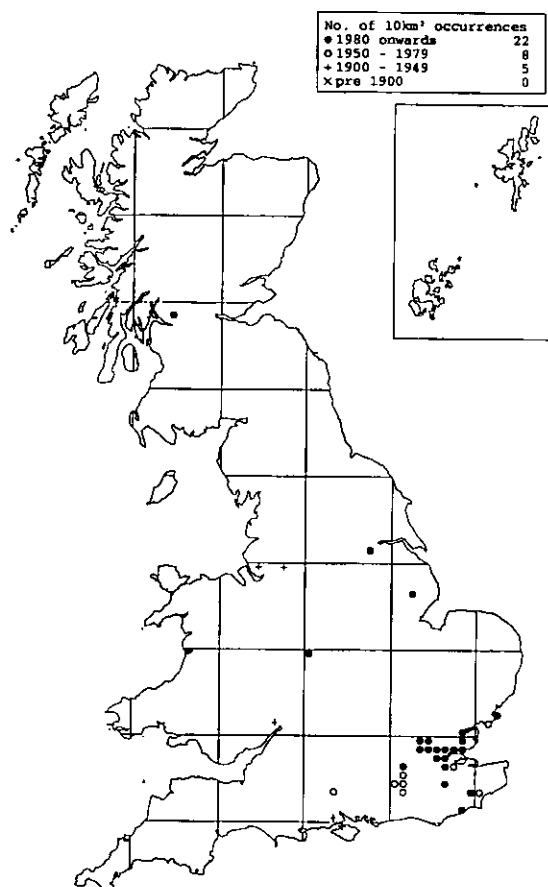 No. of 10km² occurrences
● 1980 onwards 22
○ 1950 - 1979 8
+ 1900 - 1949 5
× pre 1900 0